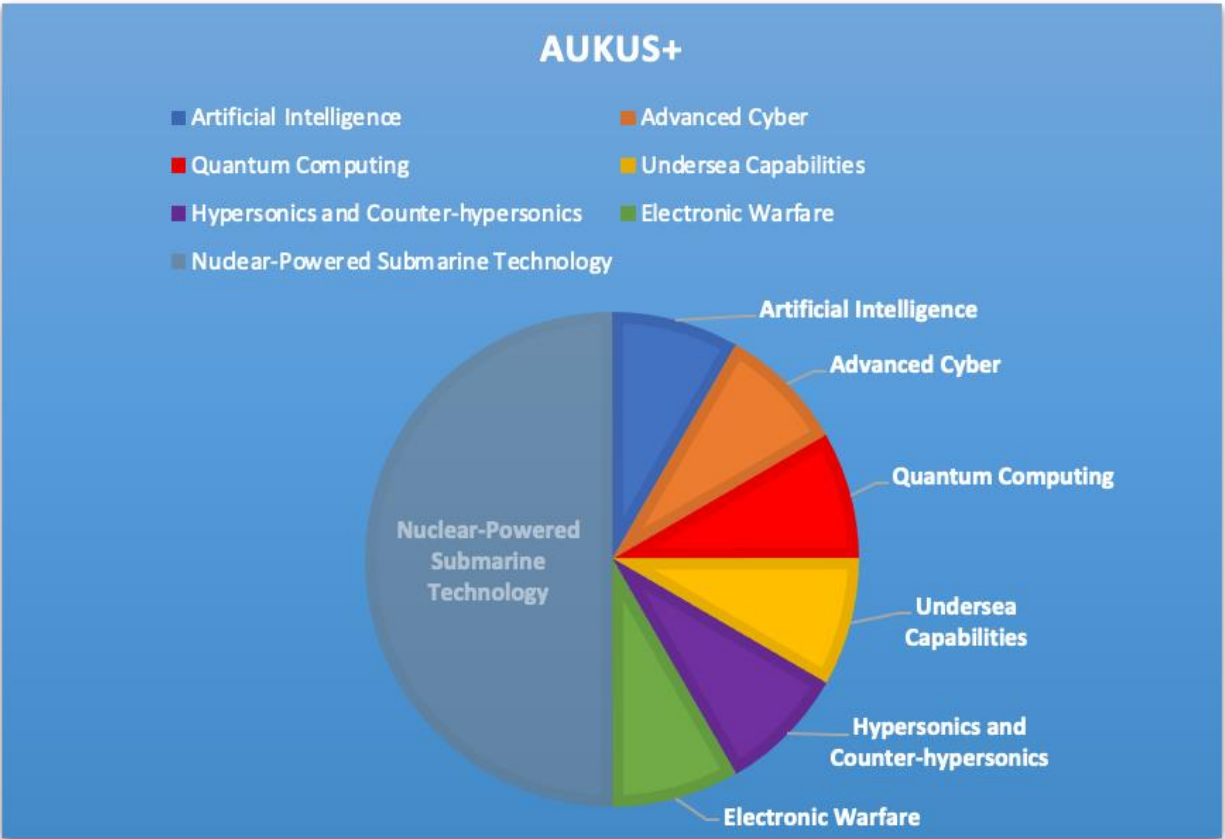 AUKUS+
Artificial Intelligence
Advanced Cyber
Quantum Computing
Undersea Capabilities
Hypersonics and Counter-hypersonics
Electronic Warfare
Nuclear-Powered Submarine Technology
Artificial Intelligence
Advanced Cyber
Quantum Computing
Nuclear-Powered
Submarine
Technology
Undersea
Capabilities
Hypersonics and
Counter-hypersonics
Electronic Warfare